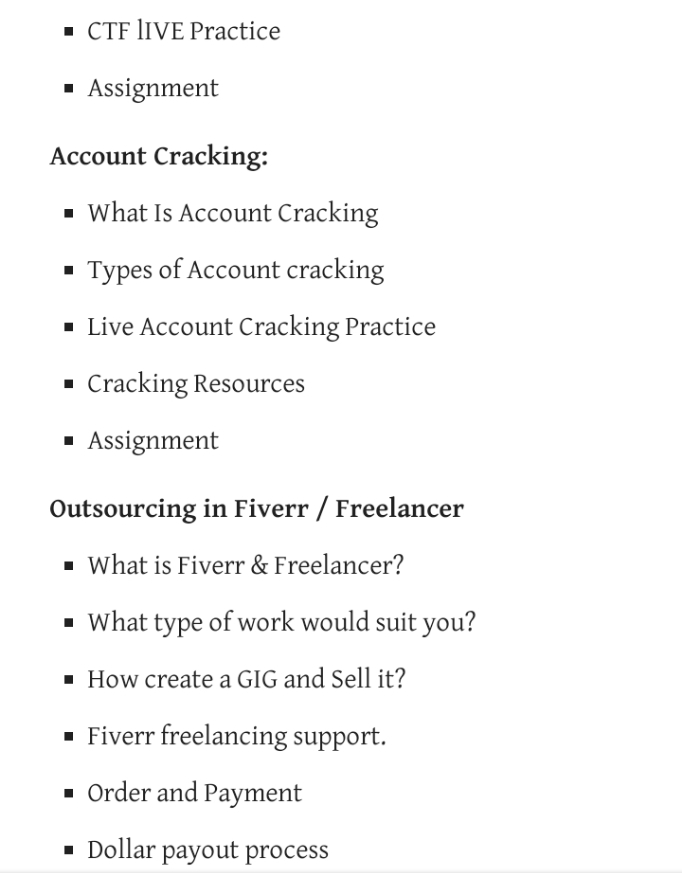 CTF lIVE Practice
Assignment
Account Cracking:
What Is Account Cracking
Types of Account cracking
Live Account Cracking Practice
Cracking Resources
Assignment
Outsourcing in Fiverr / Freelancer
What is Fiverr & Freelancer?
What type of work would suit you?
How create a GIG and Sell it?
Fiverr freelancing support.
Order and Payment
Dollar payout process